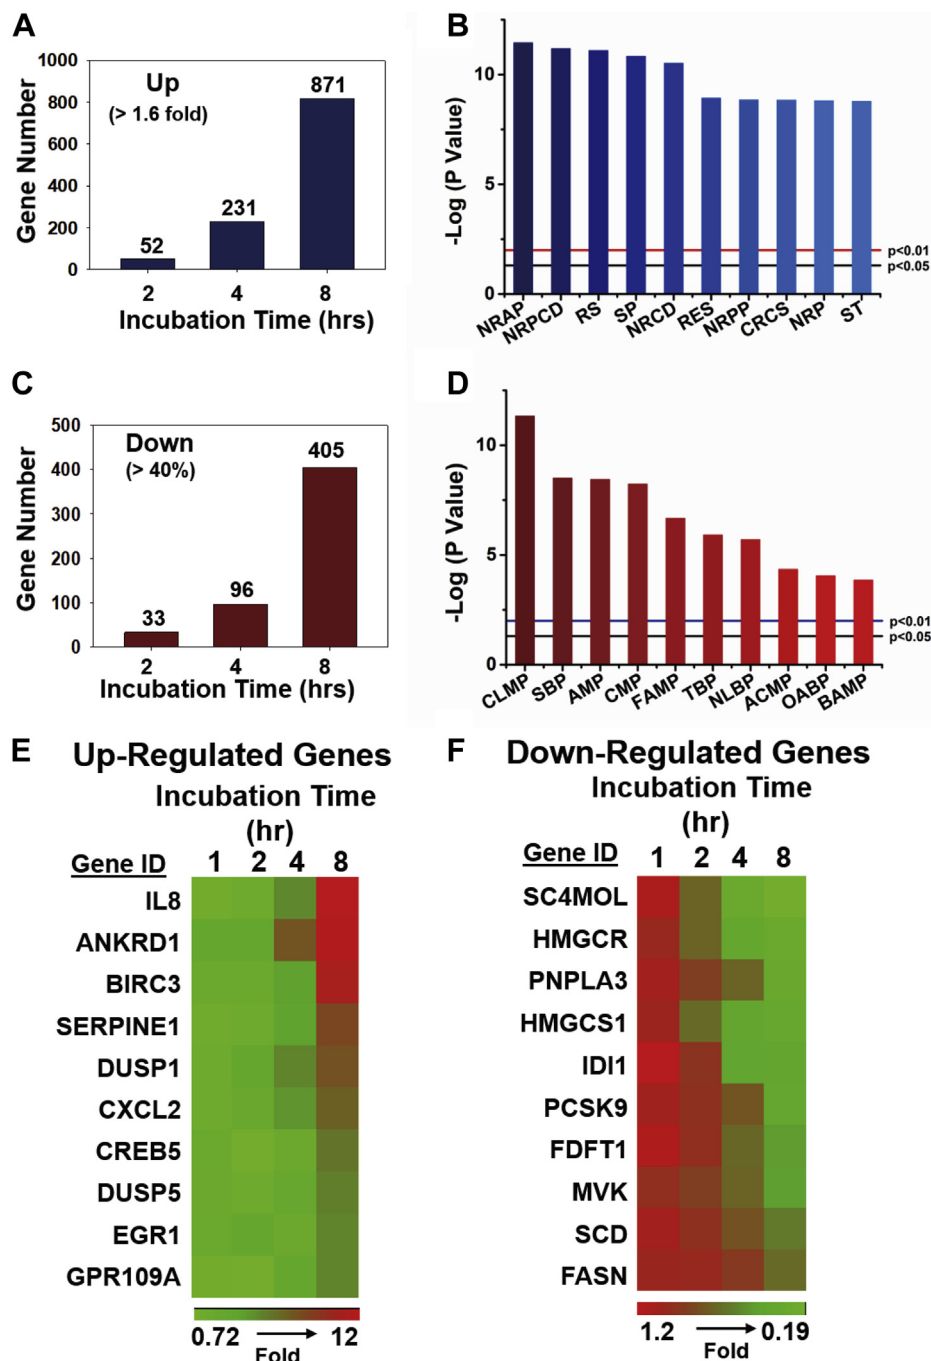 A
Up
(> 1.6 fold)
1000
800
600
400
200
0
52
231
871
2 4 8
Gene Number
Incubation Time (hrs)
B
10
5
0
-Log (P Value)
p<0.01
p<0.05
NRAP NRPCD RS SP NRCD RES NRPP CRCS NRP ST
C
Down
(> 40%)
500
400
300
200
100
0
33
96
405
2 4 8
Gene Number
Incubation Time (hrs)
D
10
5
0
-Log (P Value)
p<0.01
p<0.05
CLMP SBP AMP CMP FAMP TBP NLBP ACMP OABP BAMP
E Up-Regulated Genes
Incubation Time
(hr)
Gene ID 1 2 4 8
IL8
ANKRD1
BIRC3
SERPINE1
DUSP1
CXCL2
CREB5
DUSP5
EGR1
GPR109A
0.72 12
Fold
F Down-Regulated Genes
Incubation Time
(hr)
Gene ID 1 2 4 8
SC4MOL
HMGCR
PNPLA3
HMGCS1
IDI1
PCSK9
FDFT1
MVK
SCD
FASN
1.2 0.19
Fold